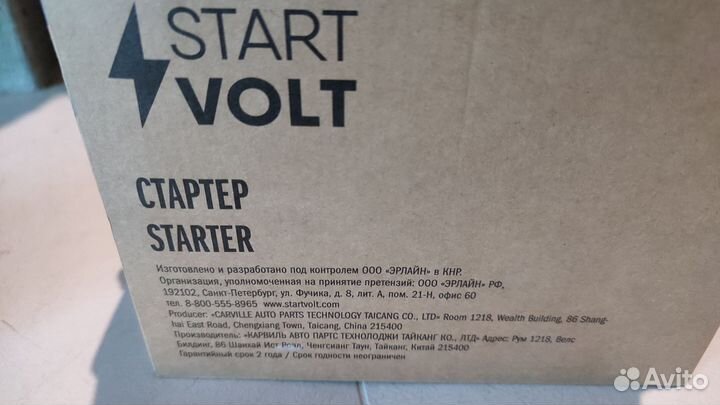 START
VOLT
СТАРТЕР
STARTER
Изготовлено и разработано под контролем ООО «ЭРЛАЙН» в КНР.
Организация, уполномоченная на принятие претензий: ООО «ЭРЛАЙН» РФ,
192102, Санкт-Петербург, ул. Фучика, д. 8, лит. А, пом. 21-Н, офис 60
тел. 8-800-555-8965 www.startvolt.com
Producer: «CARVILLE AUTO PARTS TECHNOLOGY TAICANG CO., LTD» Room 1218, Wealth Building, 86 Shang-
hai East Road, Chengxiang Town, Taicang, China 215400
Производитель: «КАРВИЛЬ АВТО ПАРТС ТЕХНОЛОДЖИ ТАЙКАНГ КО., ЛТД» Адрес: Рум 1218, Велс
Билдинг, 86 Шанхай Ист Роад, Ченгсианг Таун, Тайканг, Китай 215400
Гарантийный срок 2 года / Срок годности неограничен
Avito